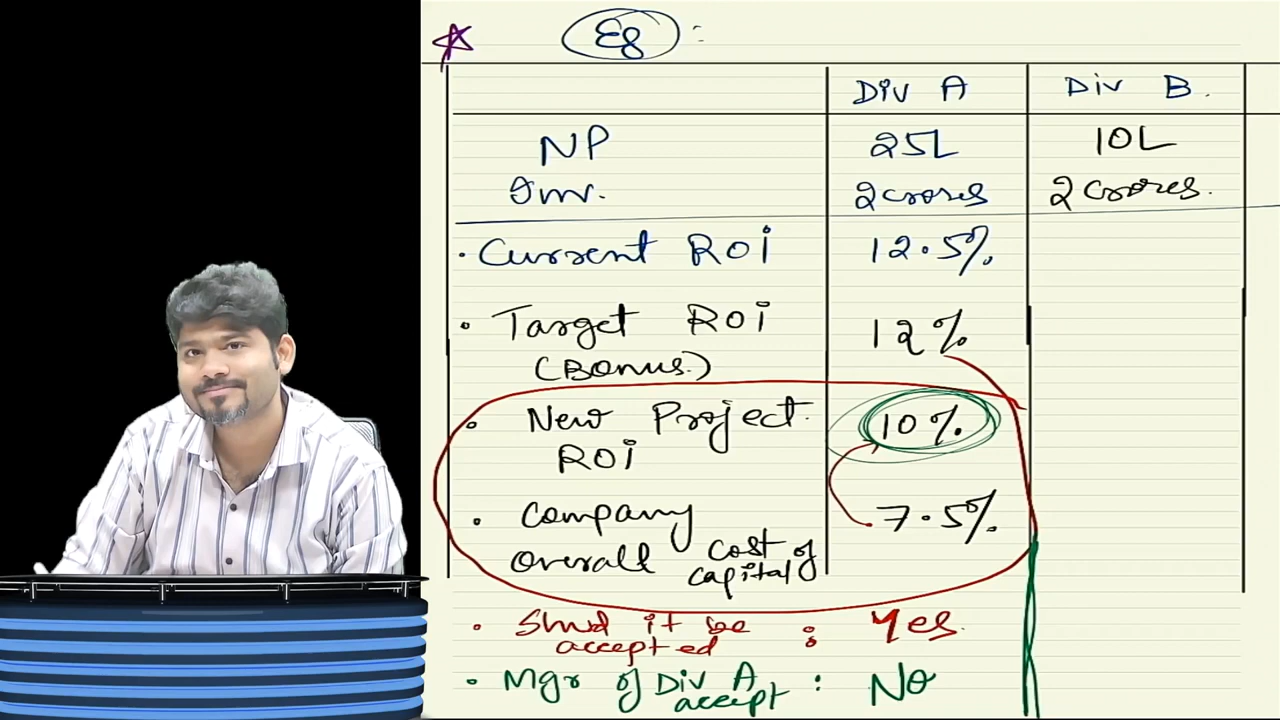 Eg :
Div A Div B.
NP 25L 10L
Inv. 2 crores 2 crores.
• Current ROI 12.5%
• Target ROI 12%
(Bonus.)
• New Project. 10%
ROI
• Company 7.5%
Overall cost of
capital
• Shud it be : Yes.
accepted
• Mgr of Div A : No
accept